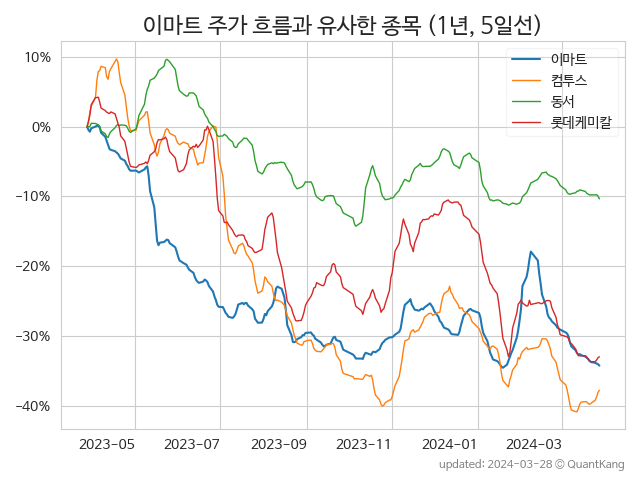 이마트 주가 흐름과 유사한 종목 (1년, 5일선)
이마트
컴투스
동서
롯데케미칼
10%
0%
−10%
−20%
−30%
−40%
2023-05 2023-07 2023-09 2023-11 2024-01 2024-03
updated: 2024-03-28 © QuantKang